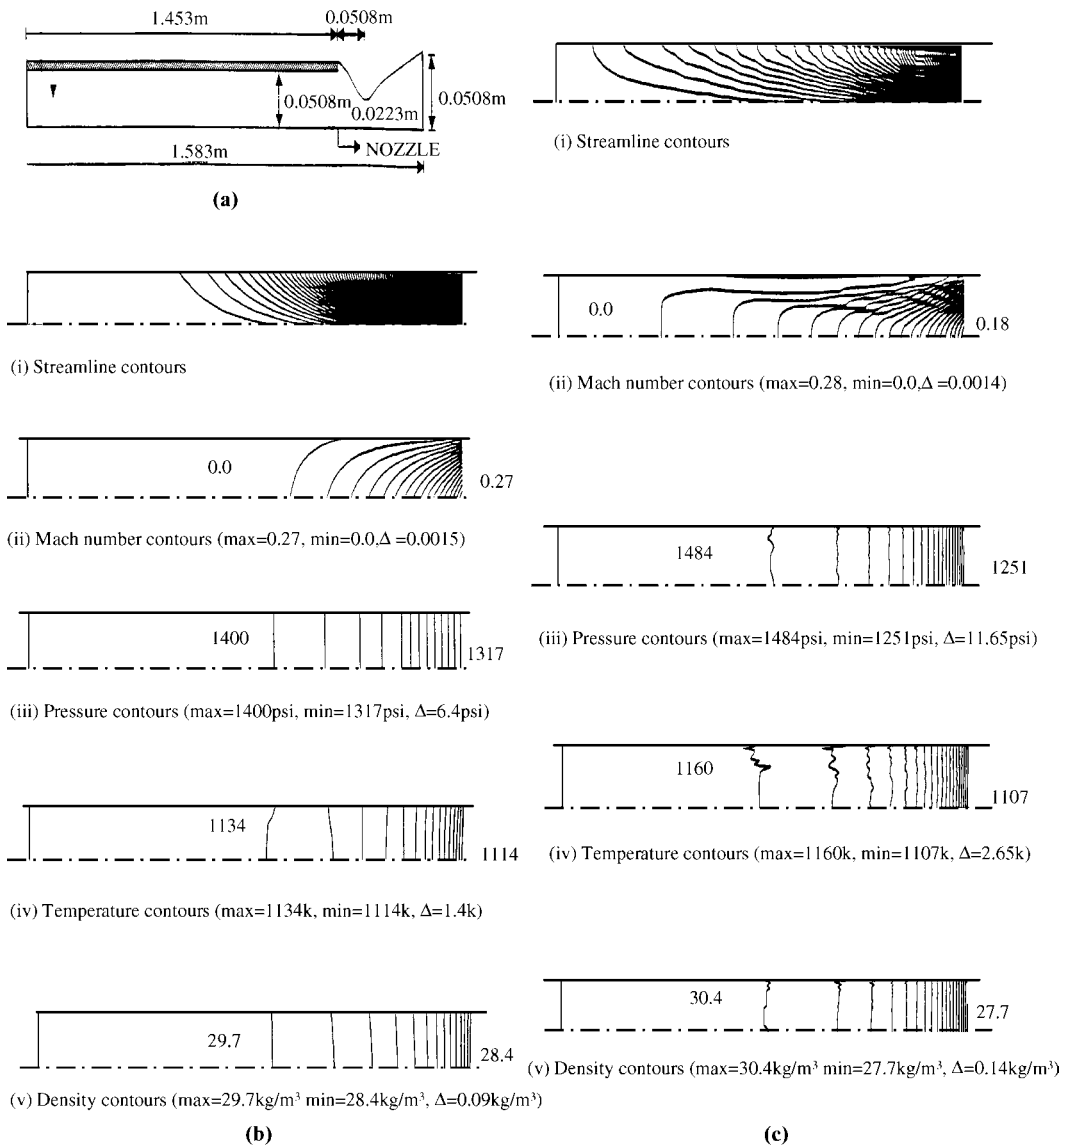 1.453m
0.0508m
0.0508m
0.0223m
0.0508m
NOZZLE
1.583m
(a)
(i) Streamline contours
(i) Streamline contours
0.0
0.27
(ii) Mach number contours (max=0.27, min=0.0,Δ =0.0015)
1400
1317
(iii) Pressure contours (max=1400psi, min=1317psi, Δ=6.4psi)
1134
1114
(iv) Temperature contours (max=1134k, min=1114k, Δ=1.4k)
29.7
28.4
(v) Density contours (max=29.7kg/m³ min=28.4kg/m³, Δ=0.09kg/m³)
(b)
0.0
0.18
(ii) Mach number contours (max=0.28, min=0.0,Δ =0.0014)
1484
1251
(iii) Pressure contours (max=1484psi, min=1251psi, Δ=11.65psi)
1160
1107
(iv) Temperature contours (max=1160k, min=1107k, Δ=2.65k)
30.4
27.7
(v) Density contours (max=30.4kg/m³ min=27.7kg/m³, Δ=0.14kg/m³)
(c)